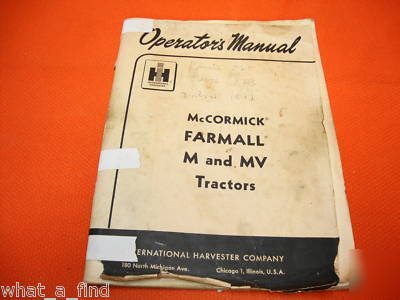 Operator's Manual
IH
McCORMICK®
FARMALL®
M and MV
Tractors
INTERNATIONAL HARVESTER COMPANY
180 North Michigan Ave. Chicago 1, Illinois, U.S.A.
what_a_find